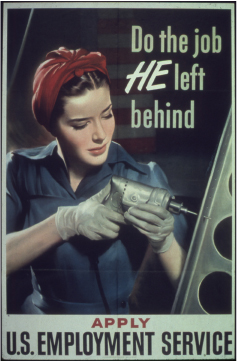 Do the job
HE left
behind
APPLY
U.S. EMPLOYMENT SERVICE